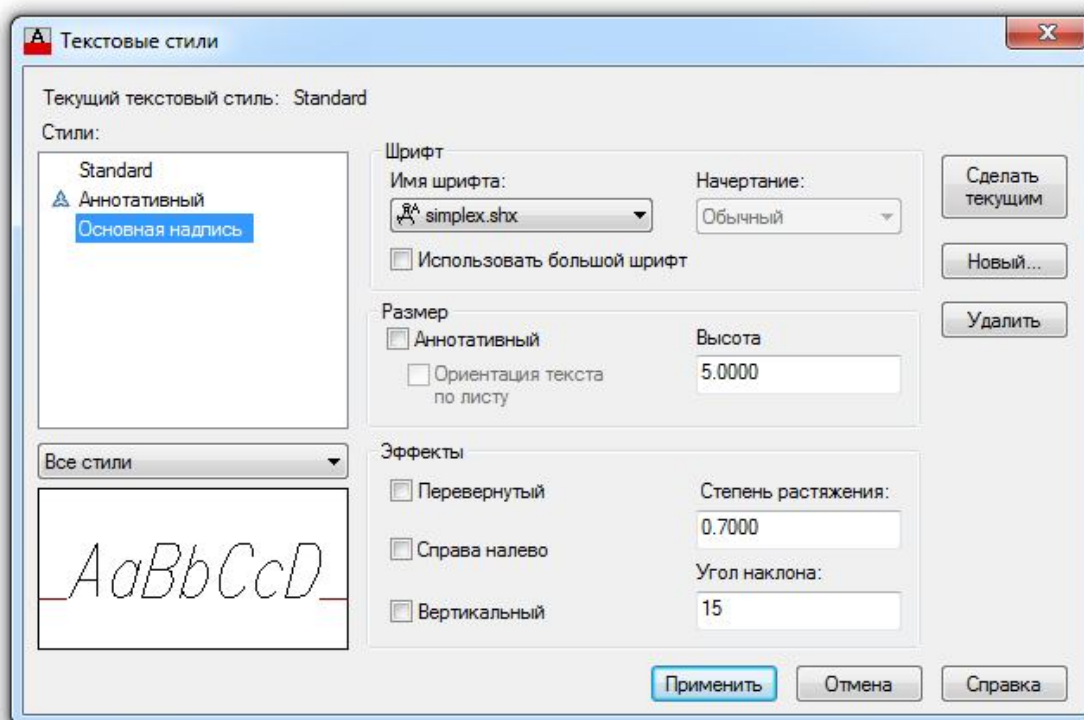 Текстовые стили
Текущий текстовый стиль: Standard
Стили:
Standard
Аннотативный
Основная надпись
Все стили
AaBbCcD
Шрифт
Имя шрифта:
simplex.shx
Начертание:
Обычный
Использовать большой шрифт
Размер
Аннотативный
Ориентация текста
по листу
Высота
5.0000
Эффекты
Перевернутый
Справа налево
Вертикальный
Степень растяжения:
0.7000
Угол наклона:
15
Сделать
текущим
Новый...
Удалить
Применить
Отмена
Справка